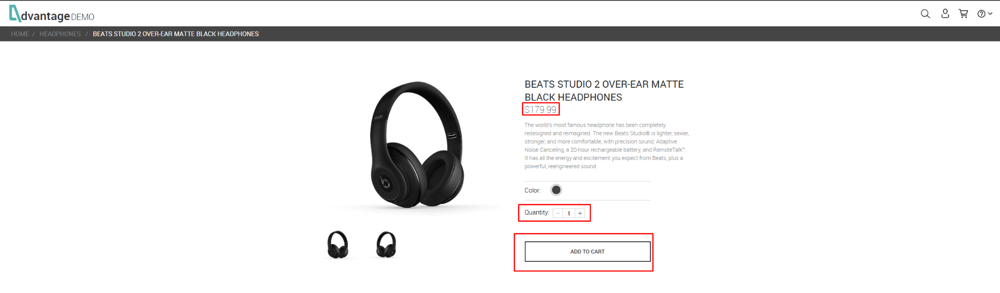 dvantage DEMO
HOME / HEADPHONES / BEATS STUDIO 2 OVER-EAR MATTE BLACK HEADPHONES
studio
BEATS STUDIO 2 OVER-EAR MATTE
BLACK HEADPHONES
$179.99
The world's most famous headphone has been completely
redesigned and reimagined. The new Beats Studio® is lighter, sexier,
stronger, and more comfortable, with precision sound, Adaptive
Noise Canceling, a 20-hour rechargeable battery, and RemoteTalk™.
It has all the energy and excitement you expect from Beats, plus a
powerful, reengineered sound.
Color:
Quantity: − 1 +
ADD TO CART